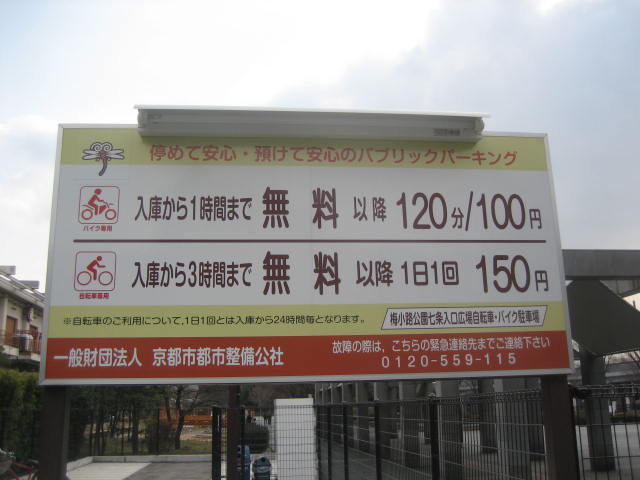 停めて安心・預けて安心のパブリックパーキング
バイク専用
入庫から1時間まで 無料 以降 120分/100円
自転車専用
入庫から3時間まで 無料 以降 1日1回 150円
※自転車のご利用について、1日1回とは入庫から24時間毎となります。
梅小路公園七条入口広場自転車・バイク駐車場
一般財団法人 京都市都市整備公社
故障の際は、こちらの緊急連絡先までご連絡下さい
0120-559-115